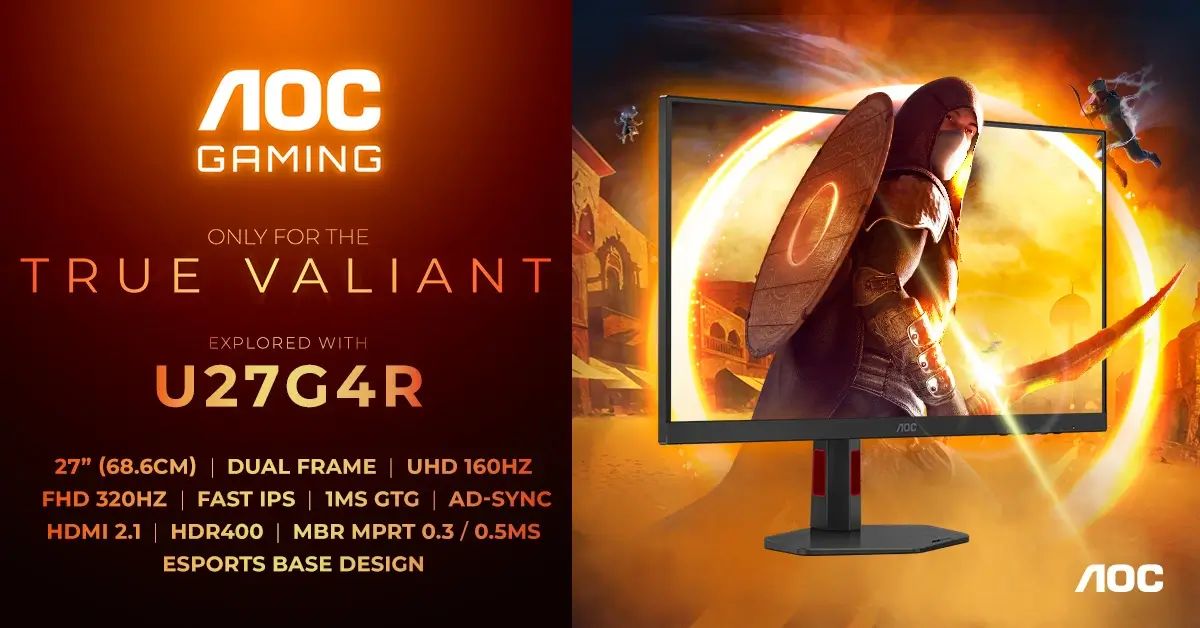 AOC
GAMING
ONLY FOR THE
TRUE VALIANT
EXPLORED WITH
U27G4R
27” (68.6CM) | DUAL FRAME | UHD 160HZ
FHD 320HZ | FAST IPS | 1MS GTG | AD-SYNC
HDMI 2.1 | HDR400 | MBR MPRT 0.3 / 0.5MS
ESPORTS BASE DESIGN
AOC
AOC